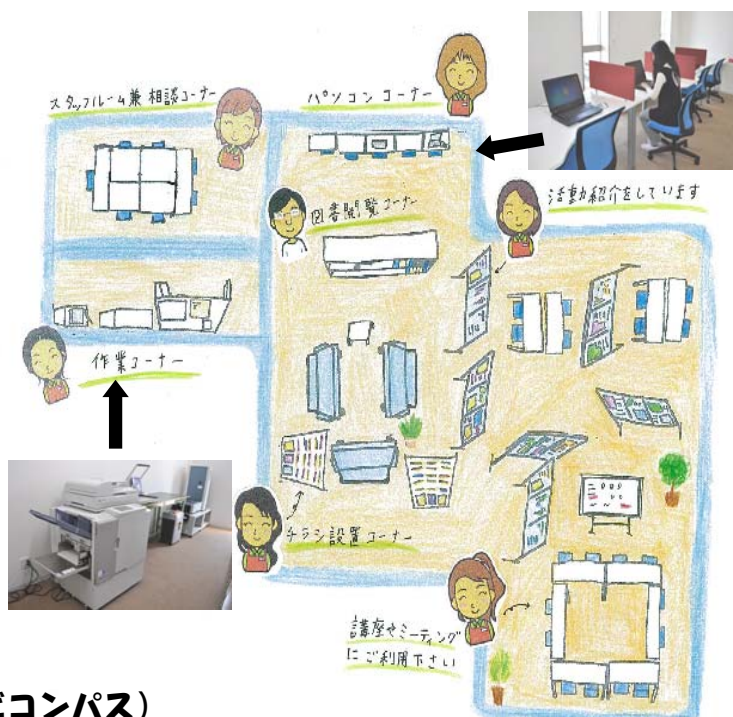 スタッフルーム兼相談コーナー
パソコンコーナー
活動紹介をしています
図書閲覧コーナー
作業コーナー
チラシ設置コーナー
講座やミーティング
にご利用下さい
コンパス）